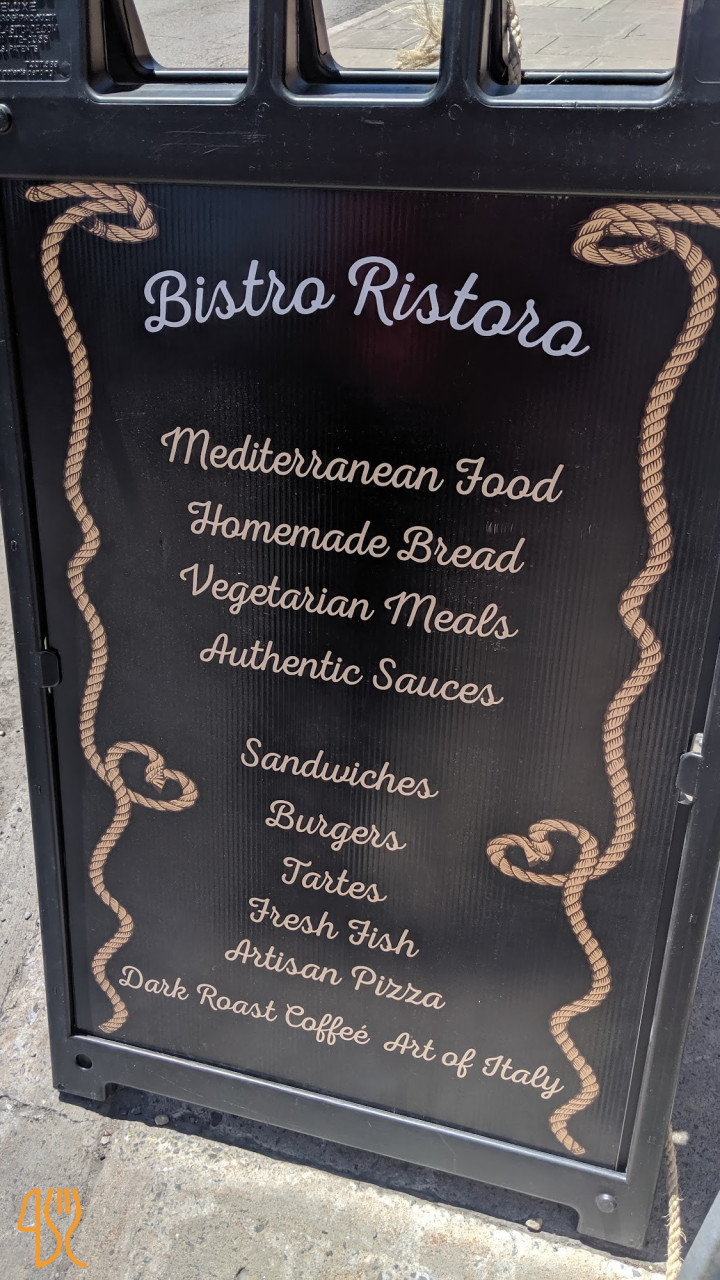 Bistro Ristoro
Mediterranean Food
Homemade Bread
Vegetarian Meals
Authentic Sauces
Sandwiches
Burgers
Tartes
Fresh Fish
Artisan Pizza
Dark Roast Coffeé Art of Italy